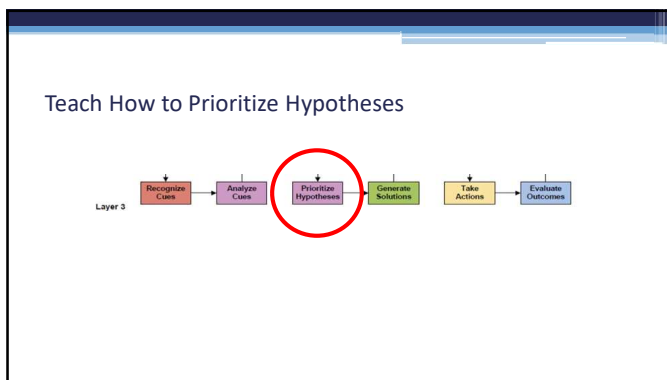 Teach How to Prioritize Hypotheses
Layer 3
Recognize
Cues
Analyze
Cues
Prioritize
Hypotheses
Generate
Solutions
Take
Actions
Evaluate
Outcomes